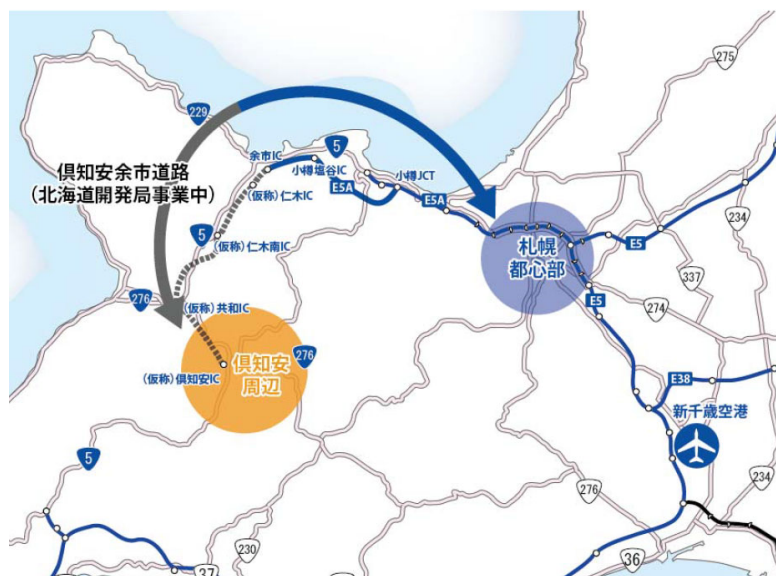 275
229
5
倶知安余市道路
（北海道開発局事業中）
余市IC
小樽塩谷IC
小樽JCT
E5A
E5A
（仮称）仁木IC
5
（仮称）仁木南IC
札幌
都心部
E5
234
337
276
（仮称）共和IC
274
E5
倶知安
周辺
276
（仮称）倶知安IC
E38
新千歳空港
5
276
234
230
37
36